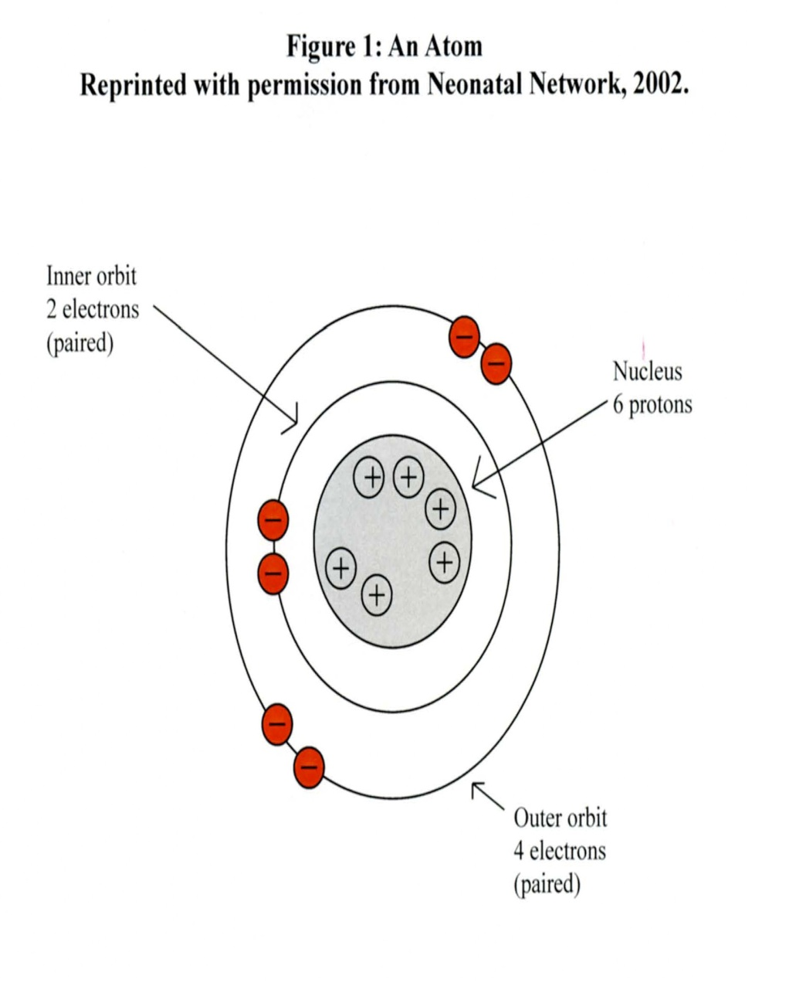 Figure 1: An Atom
Reprinted with permission from Neonatal Network, 2002.
Inner orbit
2 electrons
(paired)
Nucleus
6 protons
+ +
+
+
+
+
−
−
−
−
−
−
Outer orbit
4 electrons
(paired)